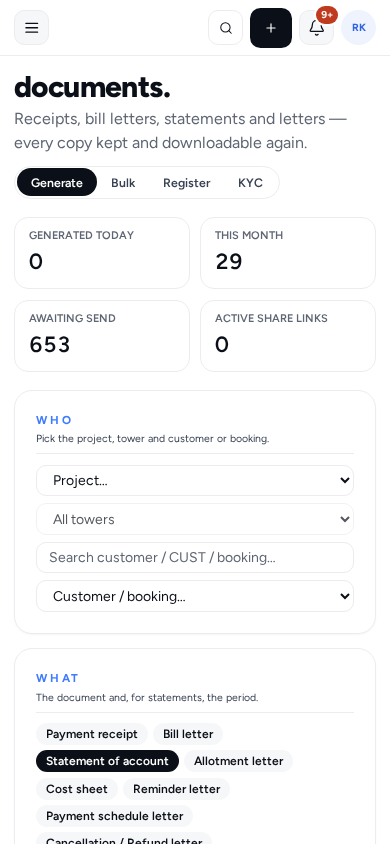 9+
RK
documents.
Receipts, bill letters, statements and letters —
every copy kept and downloadable again.
Generate Bulk Register KYC
GENERATED TODAY
0
THIS MONTH
29
AWAITING SEND
653
ACTIVE SHARE LINKS
0
WHO
Pick the project, tower and customer or booking.
Project...
All towers
Search customer / CUST / booking...
Customer / booking...
WHAT
The document and, for statements, the period.
Payment receipt Bill letter
Statement of account Allotment letter
Cost sheet Reminder letter
Payment schedule letter
Cancellation / Refund letter